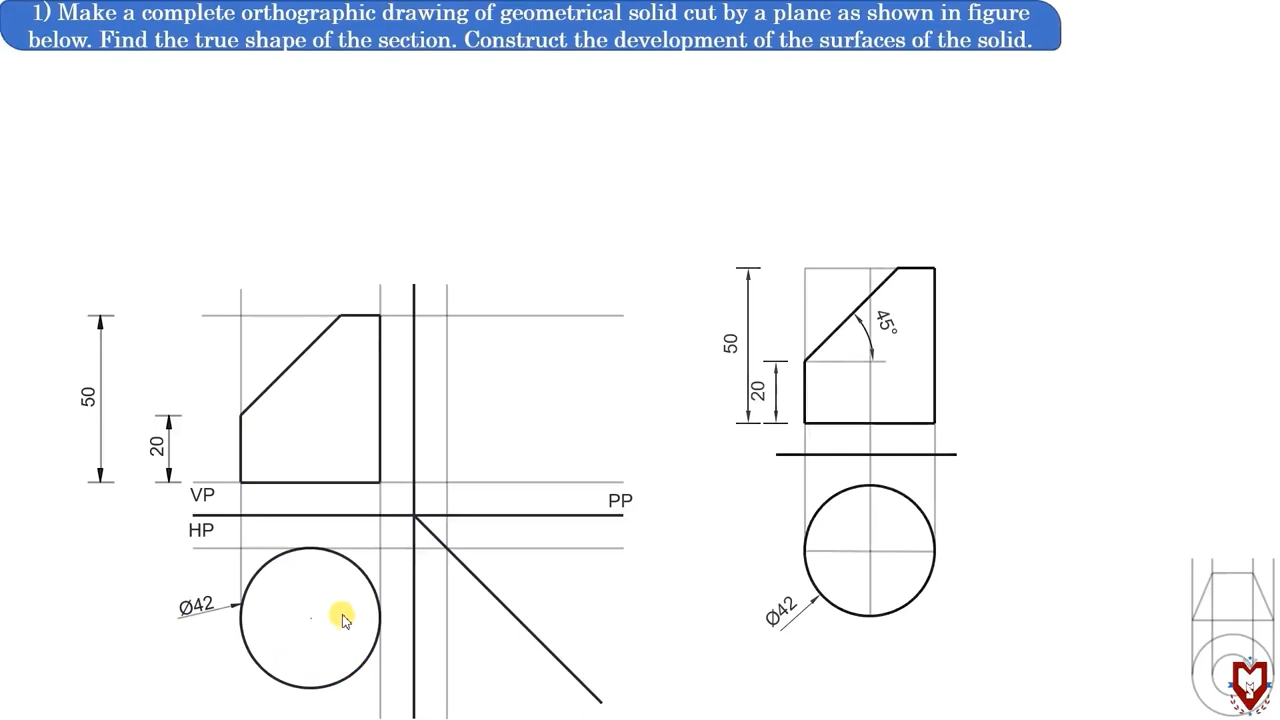 1) Make a complete orthographic drawing of geometrical solid cut by a plane as shown in figure
below. Find the true shape of the section. Construct the development of the surfaces of the solid.
50
20
VP
HP
PP
Ø42
50
20
45°
Ø42